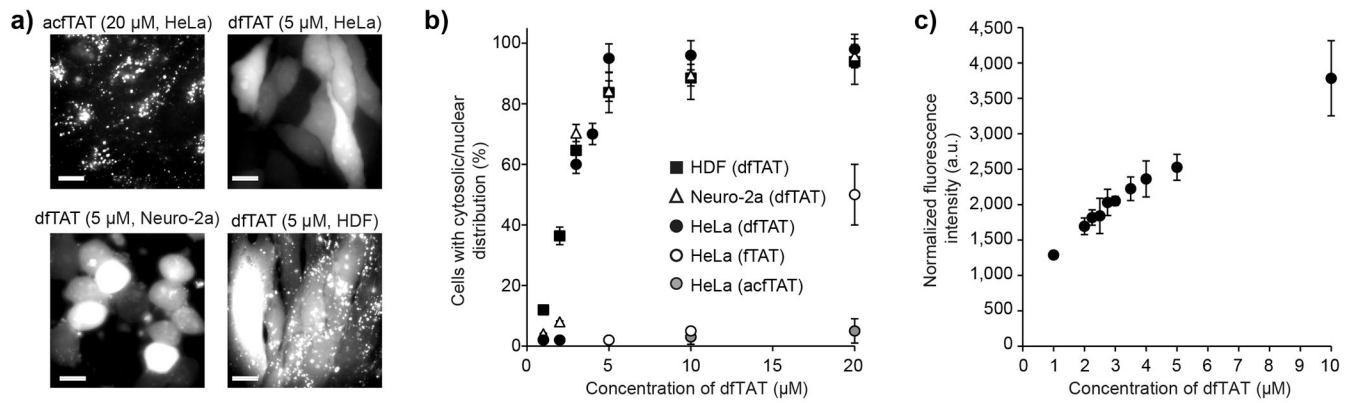 a)
acfTAT (20 μM, HeLa)
dfTAT (5 μM, HeLa)
dfTAT (5 μM, Neuro-2a)
dfTAT (5 μM, HDF)
b)
Cells with cytosolic/nuclear
distribution (%)
100
80
60
40
20
0
0
5
10
15
20
Concentration of dfTAT (μM)
HDF (dfTAT)
Neuro-2a (dfTAT)
HeLa (dfTAT)
HeLa (fTAT)
HeLa (acfTAT)
c)
Normalized fluorescence
intensity (a.u.)
4,500
4,000
3,500
3,000
2,500
2,000
1,500
1,000
500
0
0
1
2
3
4
5
6
7
8
9
10
Concentration of dfTAT (μM)